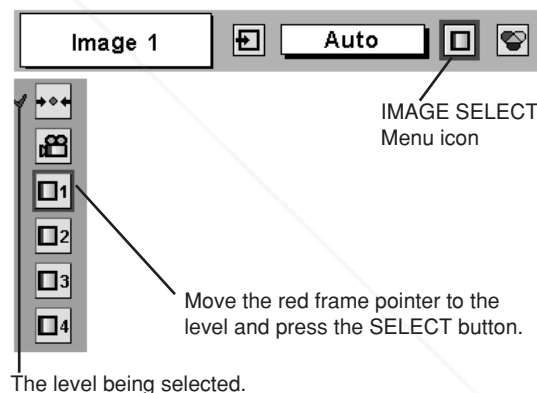 Image 1
Auto
IMAGE SELECT
Menu icon
1
2
3
4
Move the red frame pointer to the
level and press the SELECT button.
The level being selected.